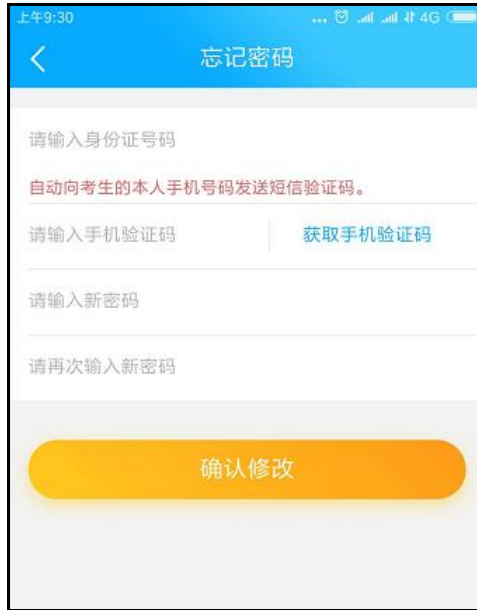 上午9:30 ... 4G
忘记密码
请输入身份证号码
自动向考生的本人手机号码发送短信验证码。
请输入手机验证码 获取手机验证码
请输入新密码
请再次输入新密码
确认修改